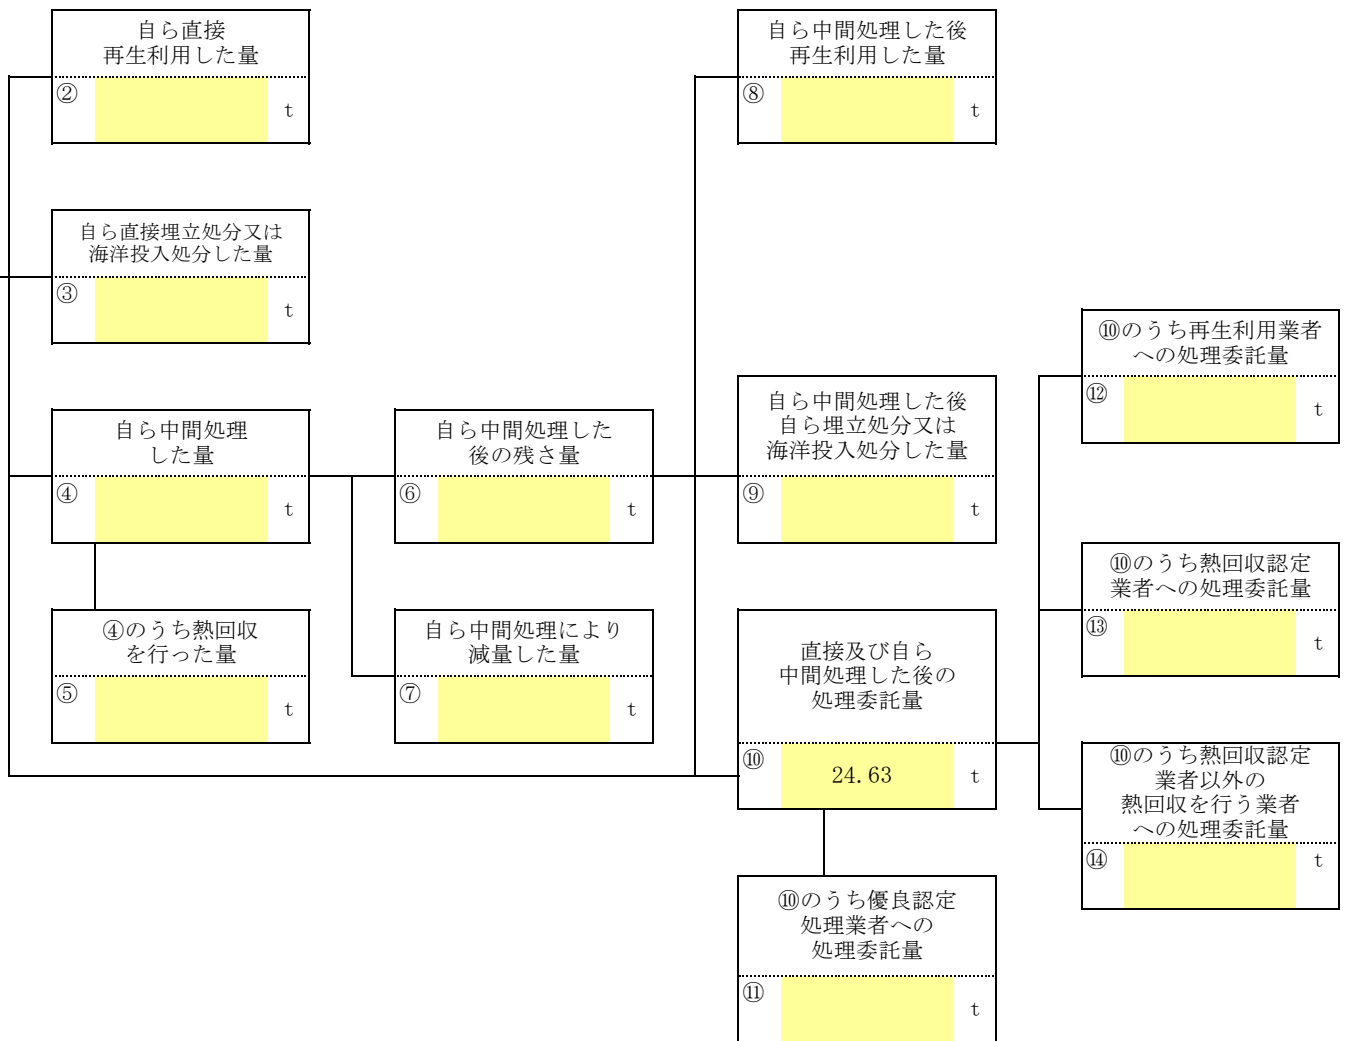 自ら直接
再生利用した量
②
t
自ら中間処理した後
再生利用した量
⑧
t
自ら直接埋立処分又は
海洋投入処分した量
③
t
⑩のうち再生利用業者
への処理委託量
⑫
t
自ら中間処理
した量
④
t
自ら中間処理した
後の残さ量
⑥
t
自ら中間処理した後
自ら埋立処分又は
海洋投入処分した量
⑨
t
⑩のうち熱回収認定
業者への処理委託量
⑬
t
④のうち熱回収
を行った量
⑤
t
自ら中間処理により
減量した量
⑦
t
直接及び自ら
中間処理した後の
処理委託量
⑩ 24.63 t
⑩のうち熱回収認定
業者以外の
熱回収を行う業者
への処理委託量
⑭
t
⑩のうち優良認定
処理業者への
処理委託量
⑪
t